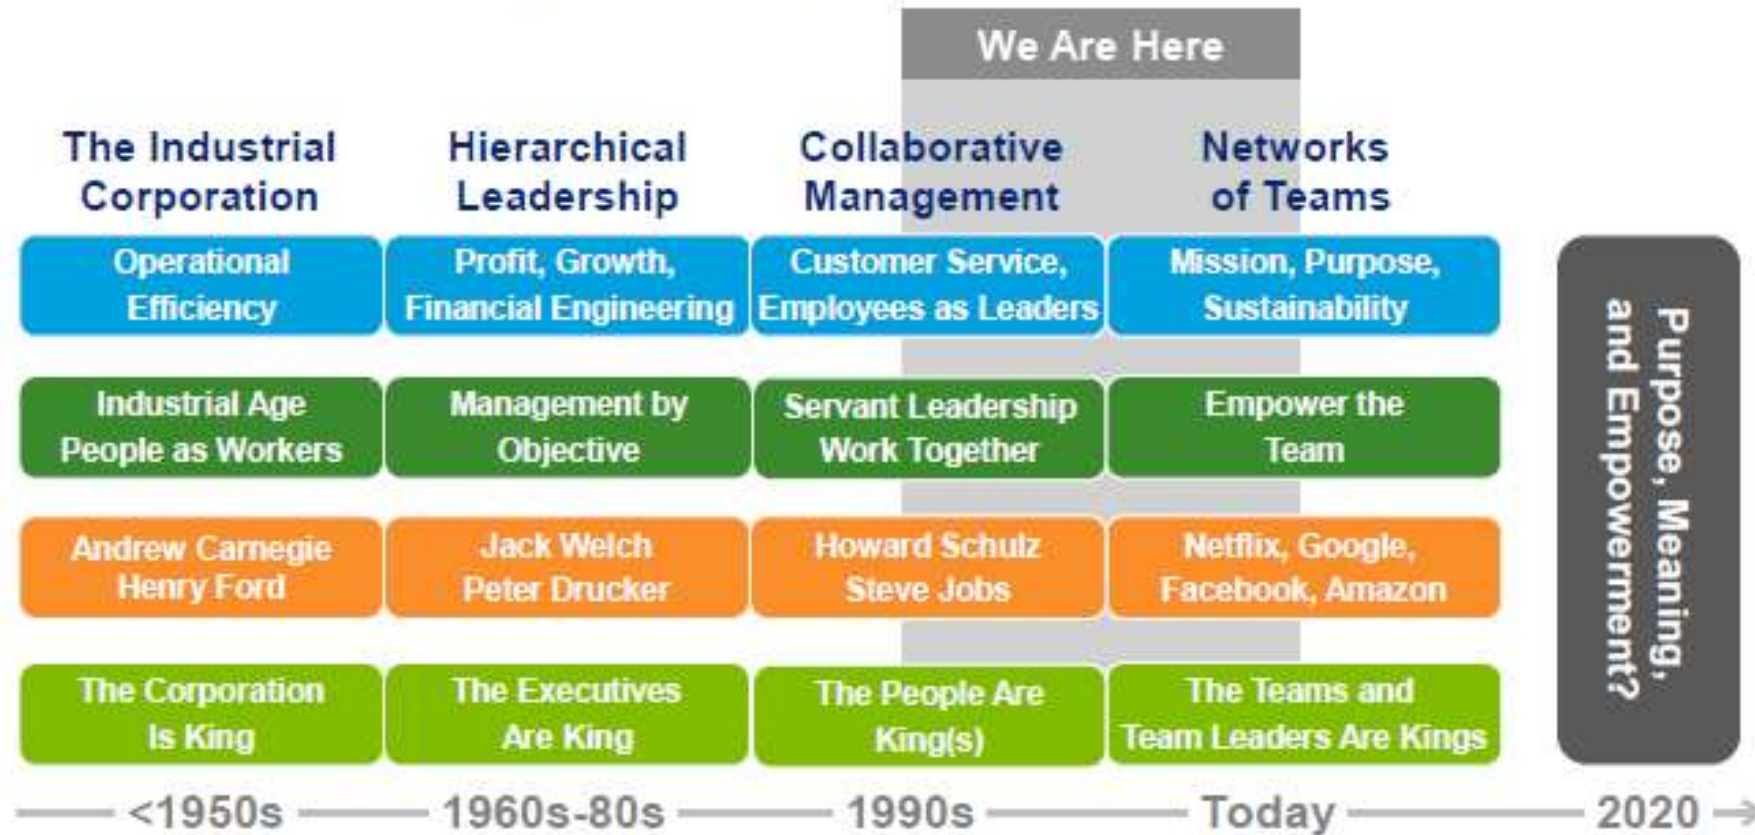 We Are Here
The Industrial
Corporation
Hierarchical
Leadership
Collaborative
Management
Networks
of Teams
Operational
Efficiency
Profit, Growth,
Financial Engineering
Customer Service,
Employees as Leaders
Mission, Purpose,
Sustainability
Industrial Age
People as Workers
Management by
Objective
Servant Leadership
Work Together
Empower the
Team
Andrew Carnegie
Henry Ford
Jack Welch
Peter Drucker
Howard Schulz
Steve Jobs
Netflix, Google,
Facebook, Amazon
The Corporation
Is King
The Executives
Are King
The People Are
King(s)
The Teams and
Team Leaders Are Kings
Purpose, Meaning,
and Empowerment?
<1950s
1960s-80s
1990s
Today
2020